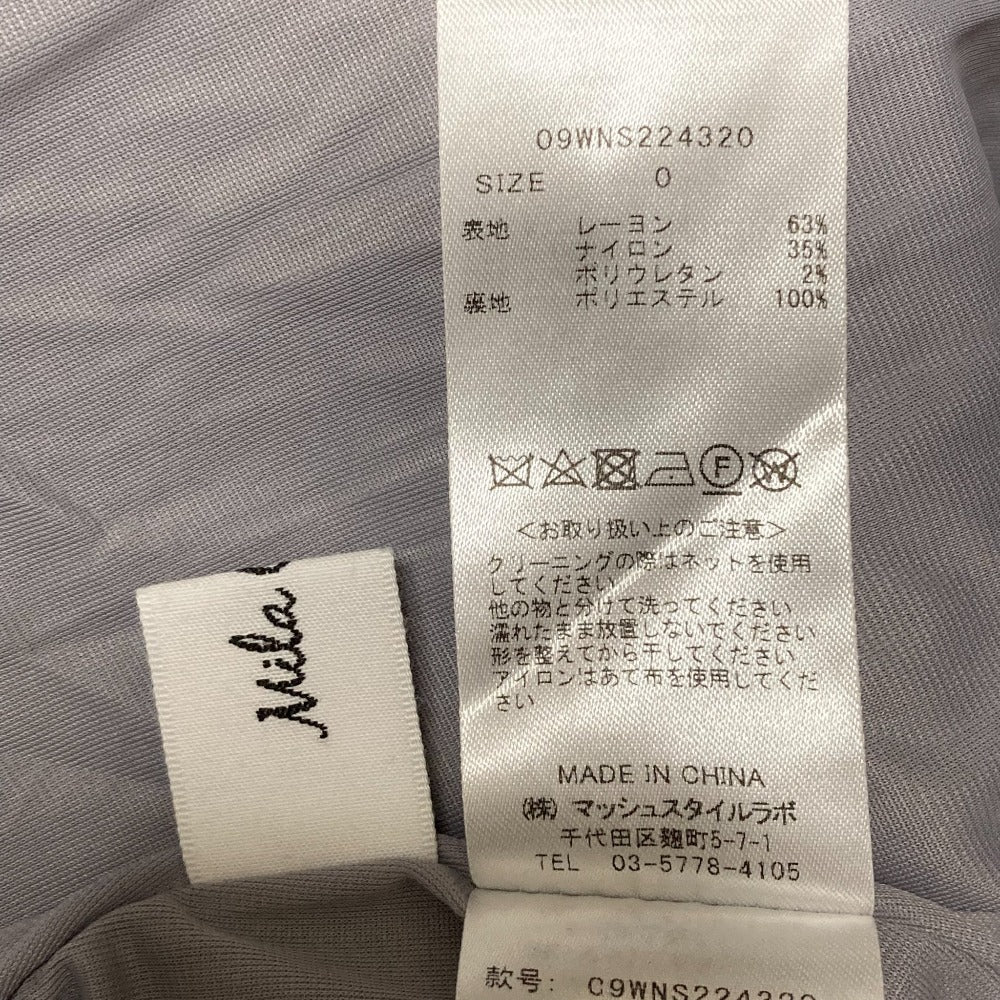 09WNS224320
SIZE 0
表地 レーヨン 63%
ナイロン 35%
ポリウレタン 2%
裏地 ポリエステル 100%
F W
<お取り扱い上のご注意>
クリーニングの際はネットを使用
してください
他の物と分けて洗ってください
濡れたまま放置しないでください
形を整えてから干してください
アイロンはあて布を使用してくだ
さい
MADE IN CHINA
(株) マッシュスタイルラボ
千代田区麹町5-7-1
TEL 03-5778-4105
款号: 09WNS224320
Mila